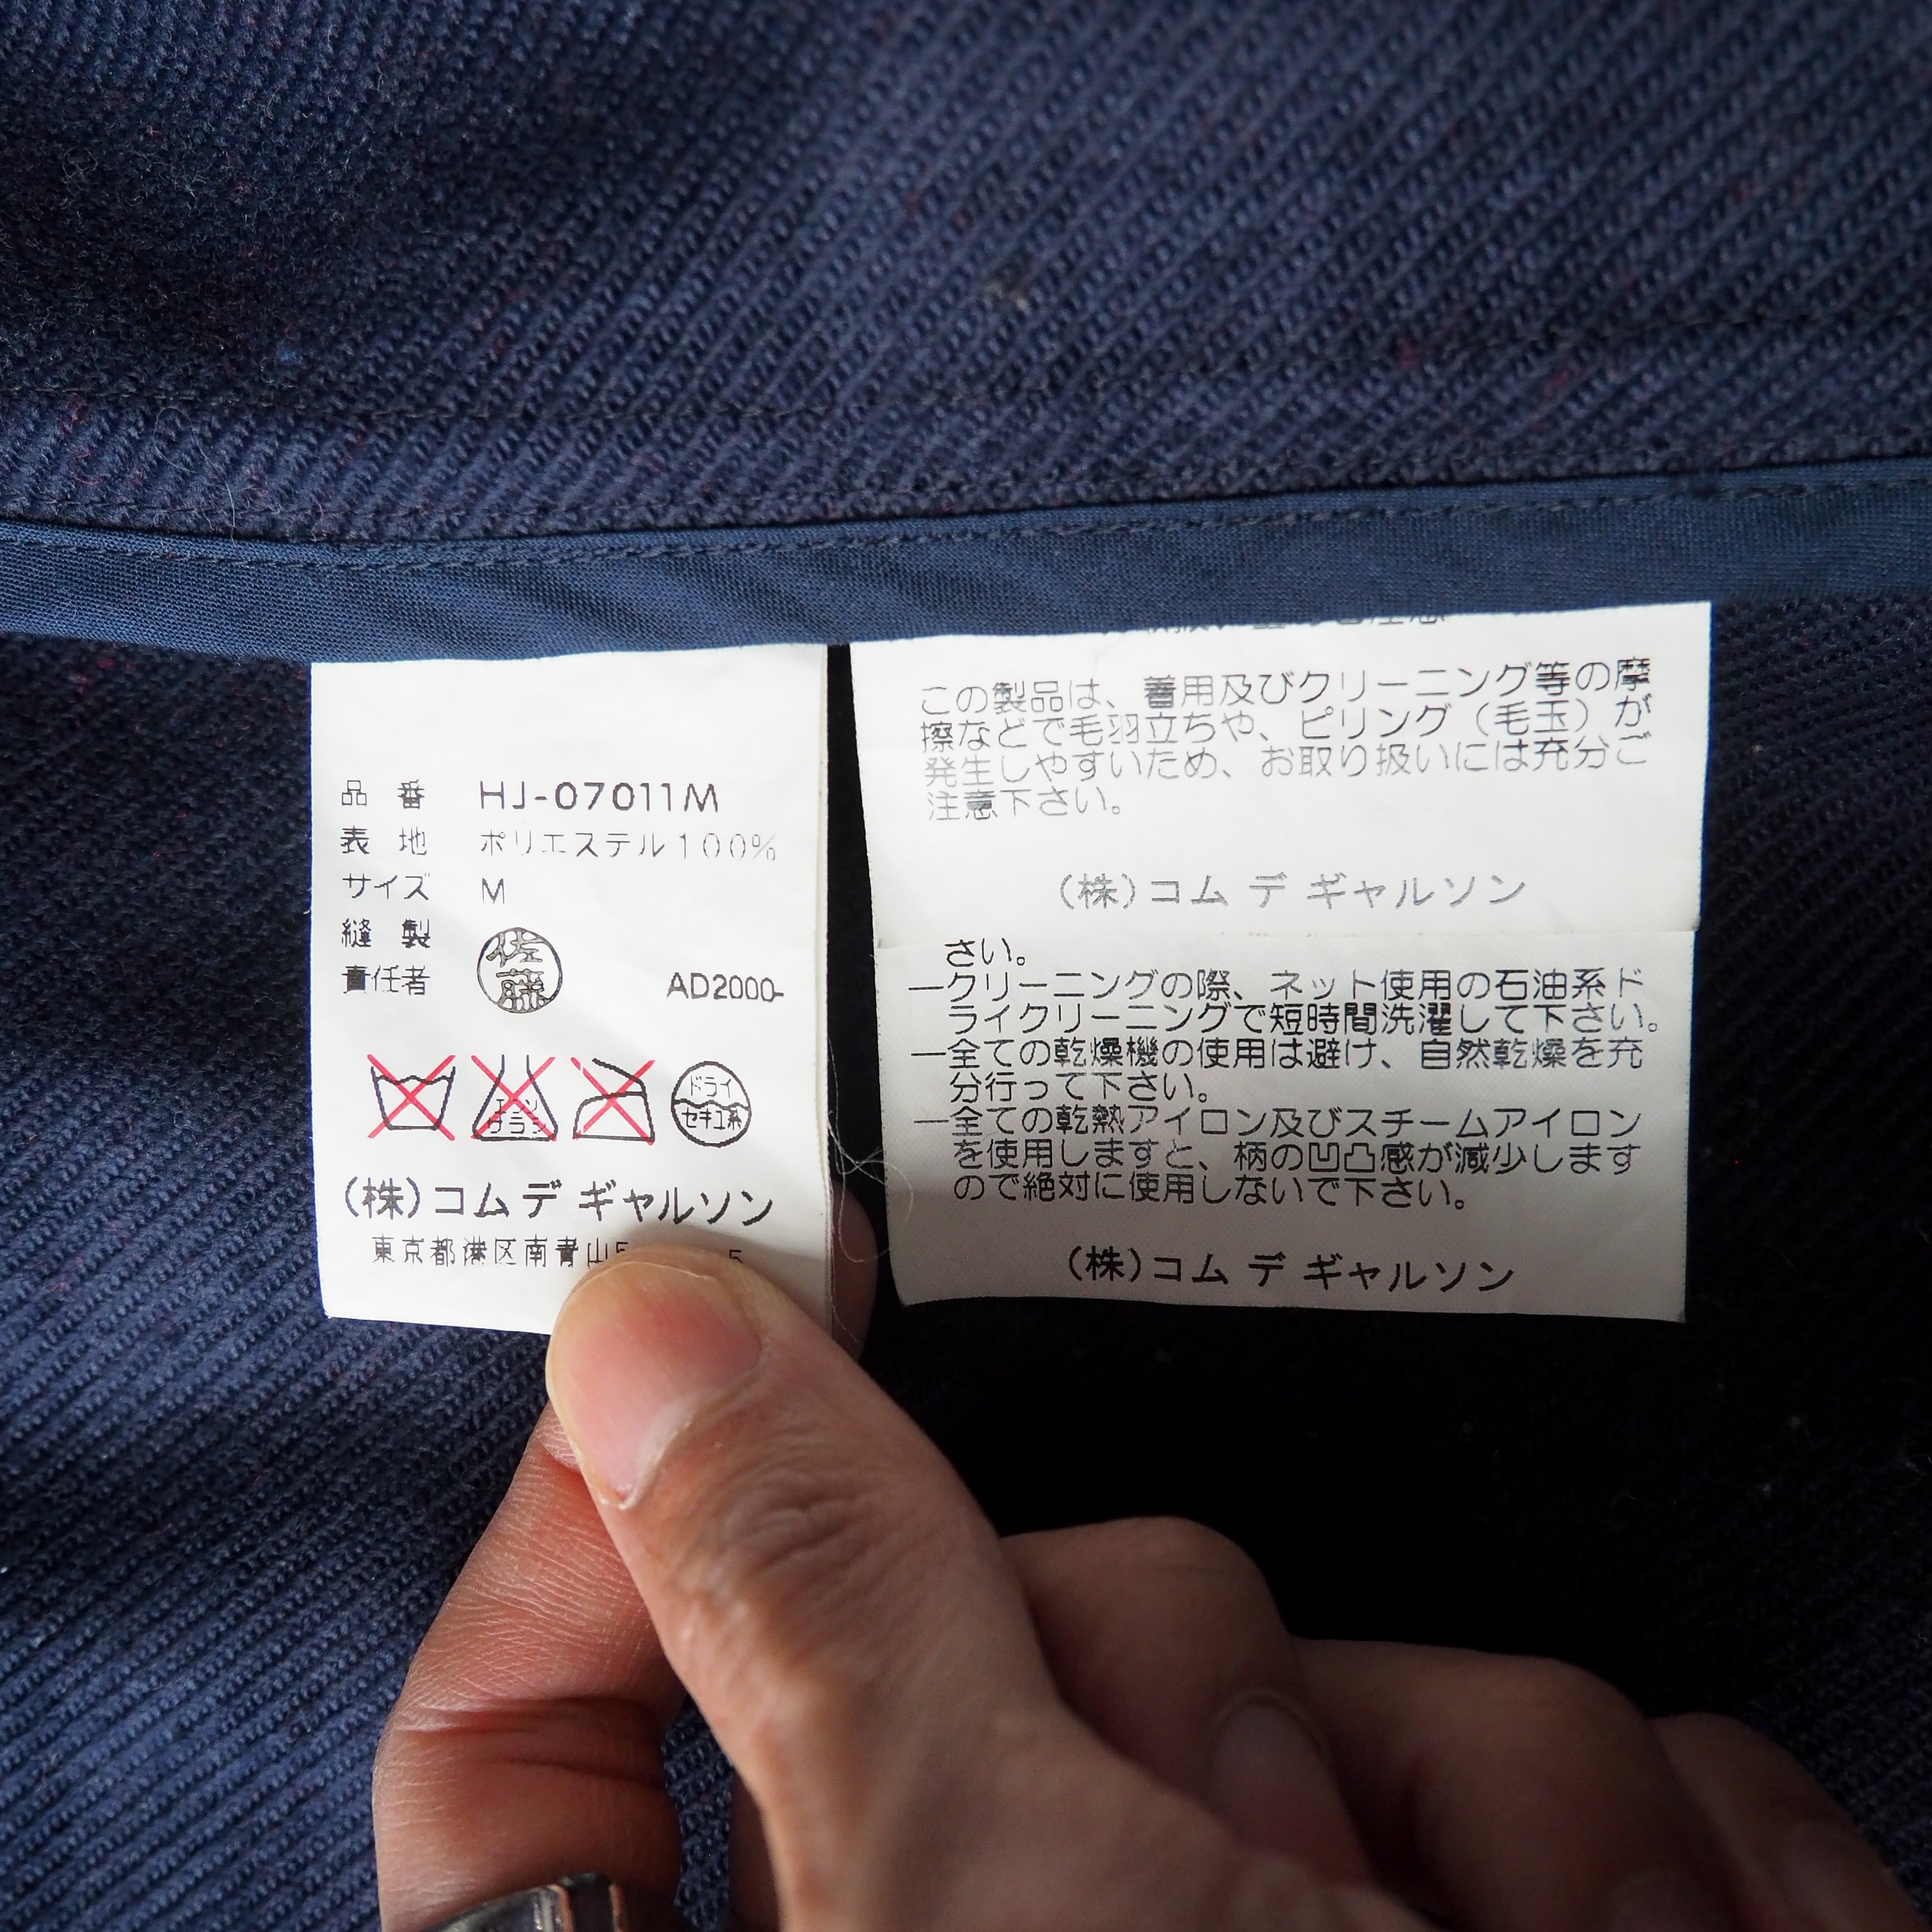 品 番 HJ-07011M
表 地 ポリエステル100%
サイズ M
縫 製
責任者 佐藤 AD2000-
エンソサラシ
ドライ
セキユ系
(株)コム デ ギャルソン
東京都港区南青山5
この製品は、着用及びクリーニング等の摩
擦などで毛羽立ちや、ピリング(毛玉)が
発生しやすいため、お取り扱いには充分ご
注意下さい。
(株)コム デ ギャルソン
さい。
―クリーニングの際、ネット使用の石油系ド
ライクリーニングで短時間洗濯して下さい。
―全ての乾燥機の使用は避け、自然乾燥を充
分行って下さい。
―全ての乾熱アイロン及びスチームアイロン
を使用しますと、柄の凹凸感が減少します
ので絶対に使用しないで下さい。
(株)コム デ ギャルソン